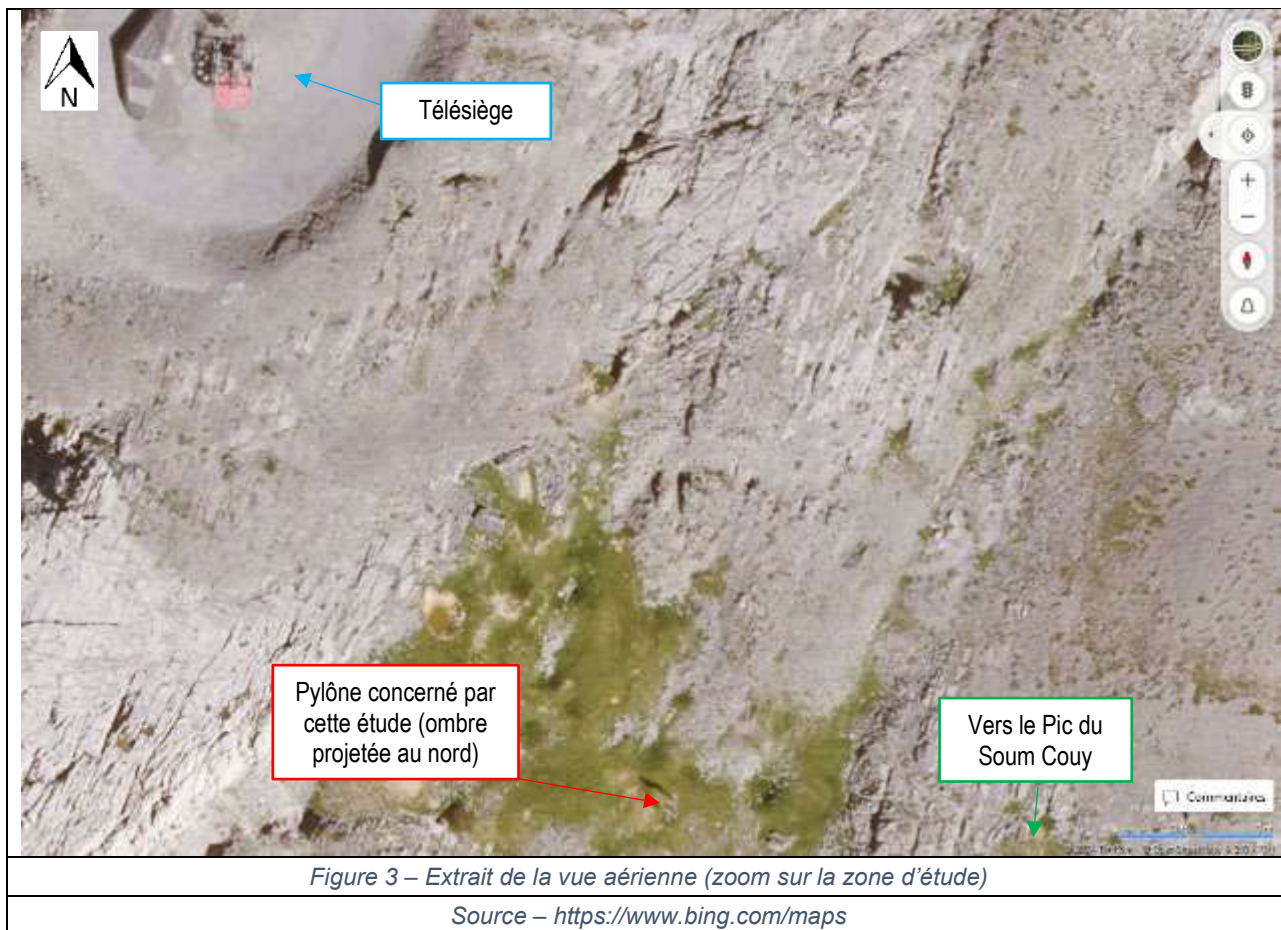 N
Télésiège
Pylône concerné par
cette étude (ombre
projetée au nord)
Vers le Pic du
Soum Couy
Commentaires
Figure 3 – Extrait de la vue aérienne (zoom sur la zone d'étude)
Source – https://www.bing.com/maps